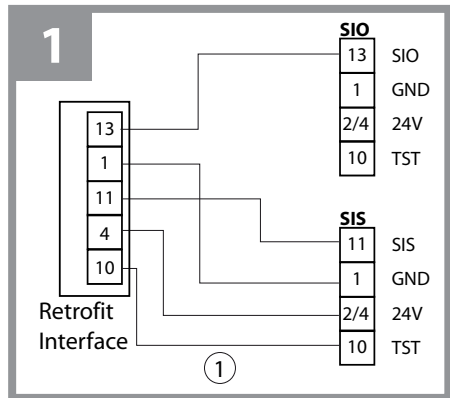 1
SIO
13 SIO
1 GND
2/4 24V
10 TST
13
1
11
4
10
Retrofit
Interface
SIS
11 SIS
1 GND
2/4 24V
10 TST
1